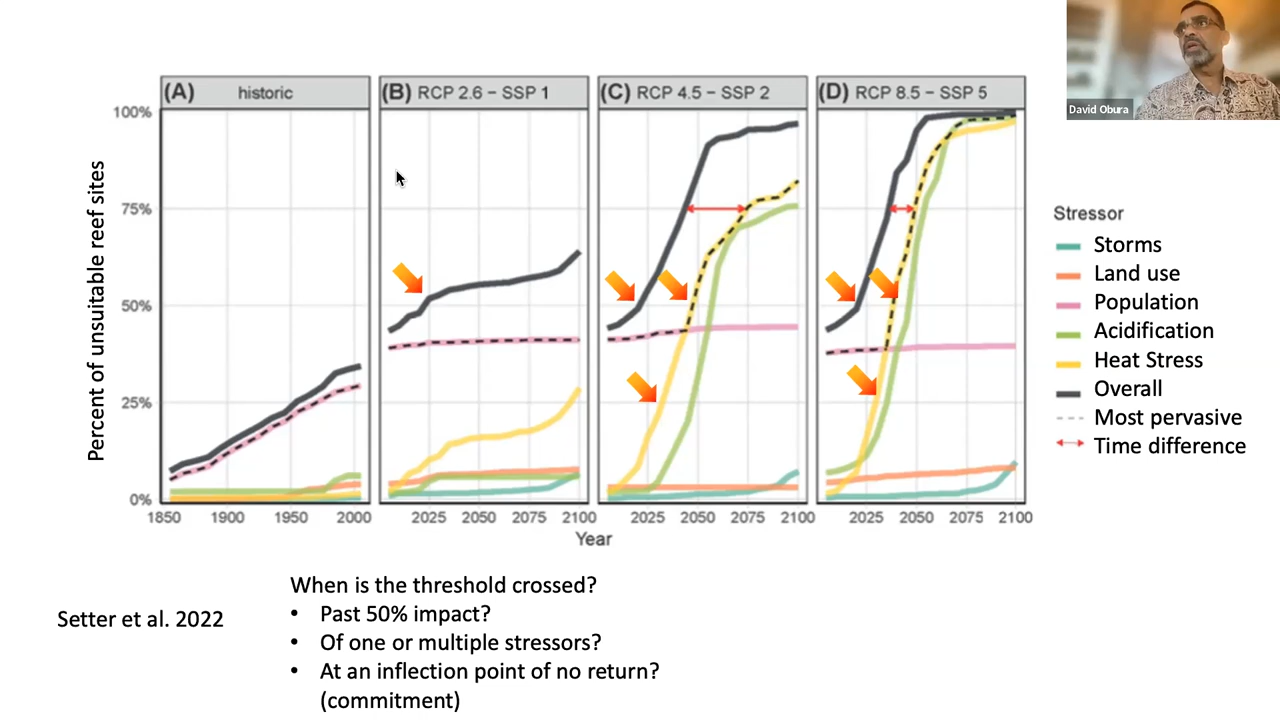 David Obura
(A) historic
(B) RCP 2.6 – SSP 1
(C) RCP 4.5 – SSP 2
(D) RCP 8.5 – SSP 5
Percent of unsuitable reef sites
100%
75%
50%
25%
0%
1850 1900 1950 2000
2025 2050 2075 2100
2025 2050 2075 2100
2025 2050 2075 2100
Year
Stressor
Storms
Land use
Population
Acidification
Heat Stress
Overall
Most pervasive
Time difference
Setter et al. 2022
When is the threshold crossed?
• Past 50% impact?
• Of one or multiple stressors?
• At an inflection point of no return?
(commitment)